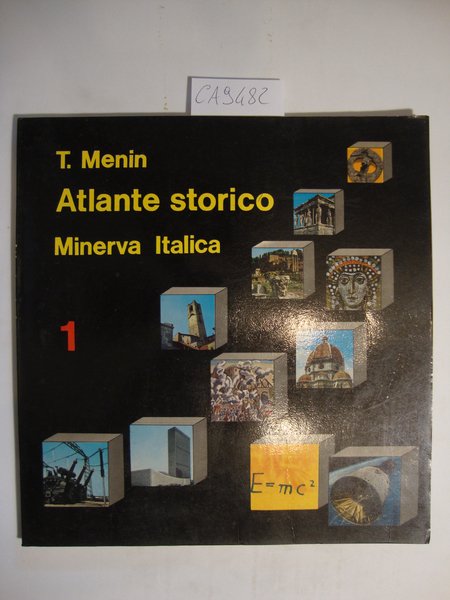 CA9482
T. Menin
Atlante storico
Minerva Italica
1
E=mc²